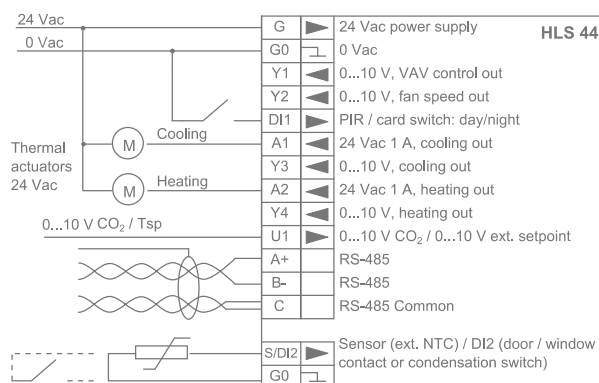 24 Vac
G
24 Vac power supply
HLS 44
0 Vac
G0
0 Vac
Y1
0...10 V, VAV control out
Y2
0...10 V, fan speed out
DI1
PIR / card switch: day/night
Thermal
actuators
24 Vac
M
Cooling
A1
24 Vac 1 A, cooling out
Y3
0...10 V, cooling out
M
Heating
A2
24 Vac 1 A, heating out
Y4
0...10 V, heating out
0...10 V CO₂ / Tsp
U1
0...10 V CO₂ / 0...10 V ext. setpoint
A+
RS-485
B-
RS-485
C
RS-485 Common
S/DI2
Sensor (ext. NTC) / DI2 (door / window
contact or condensation switch)
G0